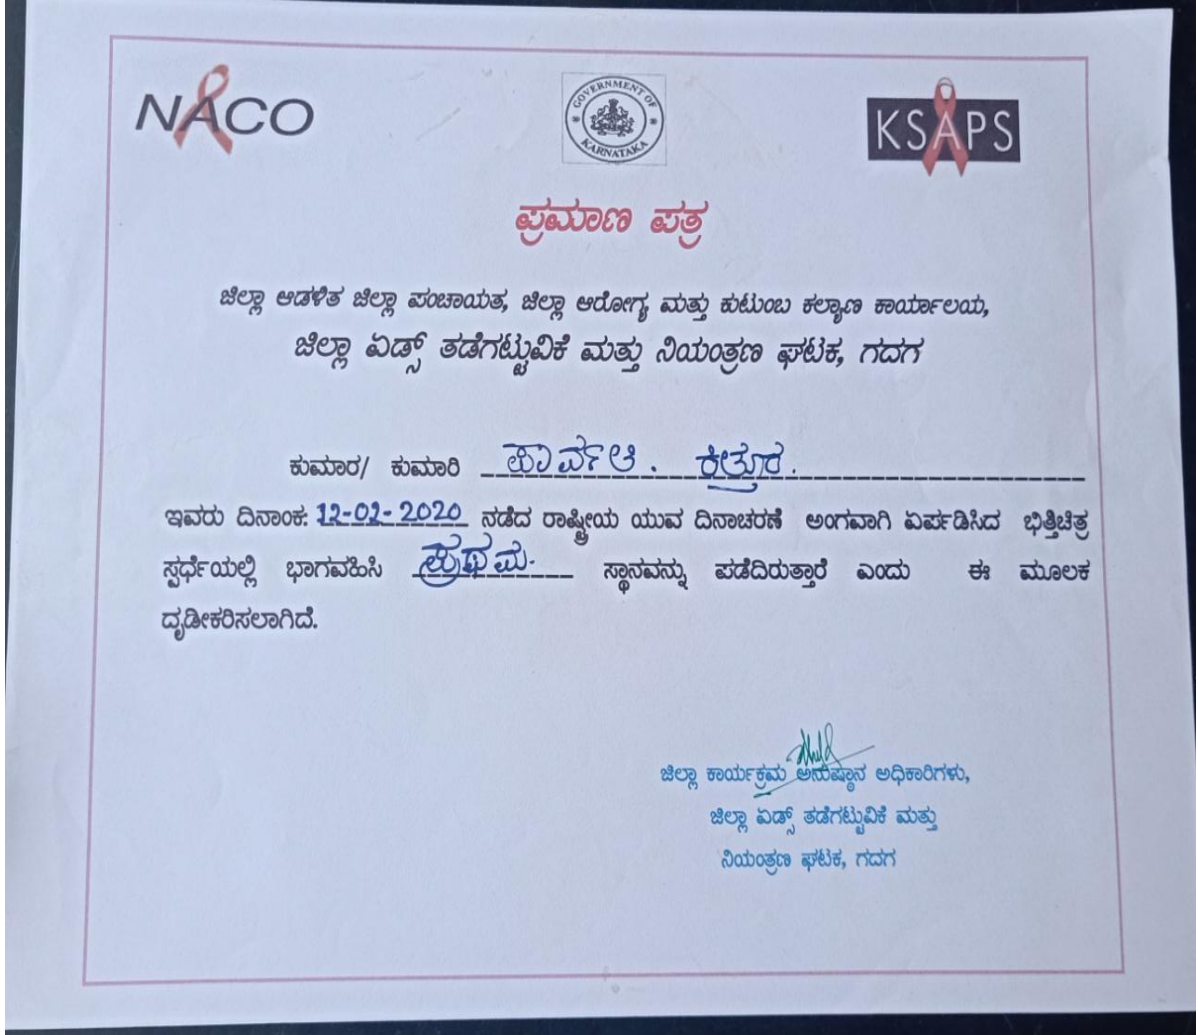 NACO
GOVERNMENT OF KARNATAKA
KSAPS
ಪ್ರಮಾಣ ಪತ್ರ
ಜಿಲ್ಲಾ ಆಡಳಿತ ಜಿಲ್ಲಾ ಪಂಚಾಯತ, ಜಿಲ್ಲಾ ಆರೋಗ್ಯ ಮತ್ತು ಕುಟುಂಬ ಕಲ್ಯಾಣ ಕಾರ್ಯಾಲಯ,
ಜಿಲ್ಲಾ ಏಡ್ಸ್ ತಡೆಗಟ್ಟುವಿಕೆ ಮತ್ತು ನಿಯಂತ್ರಣ ಘಟಕ, ಗದಗ
ಕುಮಾರ/ ಕುಮಾರಿ ಪಾರ್ವತಿ. ಕಿತ್ತೂರ.
ಇವರು ದಿನಾಂಕ: 12-02-2020 ನಡೆದ ರಾಷ್ಟ್ರೀಯ ಯುವ ದಿನಾಚರಣೆ ಅಂಗವಾಗಿ ಏರ್ಪಡಿಸಿದ ಭಿತ್ತಿಚಿತ್ರ
ಸ್ಪರ್ಧೆಯಲ್ಲಿ ಭಾಗವಹಿಸಿ ಪ್ರಥಮ. ಸ್ಥಾನವನ್ನು ಪಡೆದಿರುತ್ತಾರೆ ಎಂದು ಈ ಮೂಲಕ
ದೃಡೀಕರಿಸಲಾಗಿದೆ.
ಜಿಲ್ಲಾ ಕಾರ್ಯಕ್ರಮ ಅನುಷ್ಠಾನ ಅಧಿಕಾರಿಗಳು,
ಜಿಲ್ಲಾ ಏಡ್ಸ್ ತಡೆಗಟ್ಟುವಿಕೆ ಮತ್ತು
ನಿಯಂತ್ರಣ ಘಟಕ, ಗದಗ